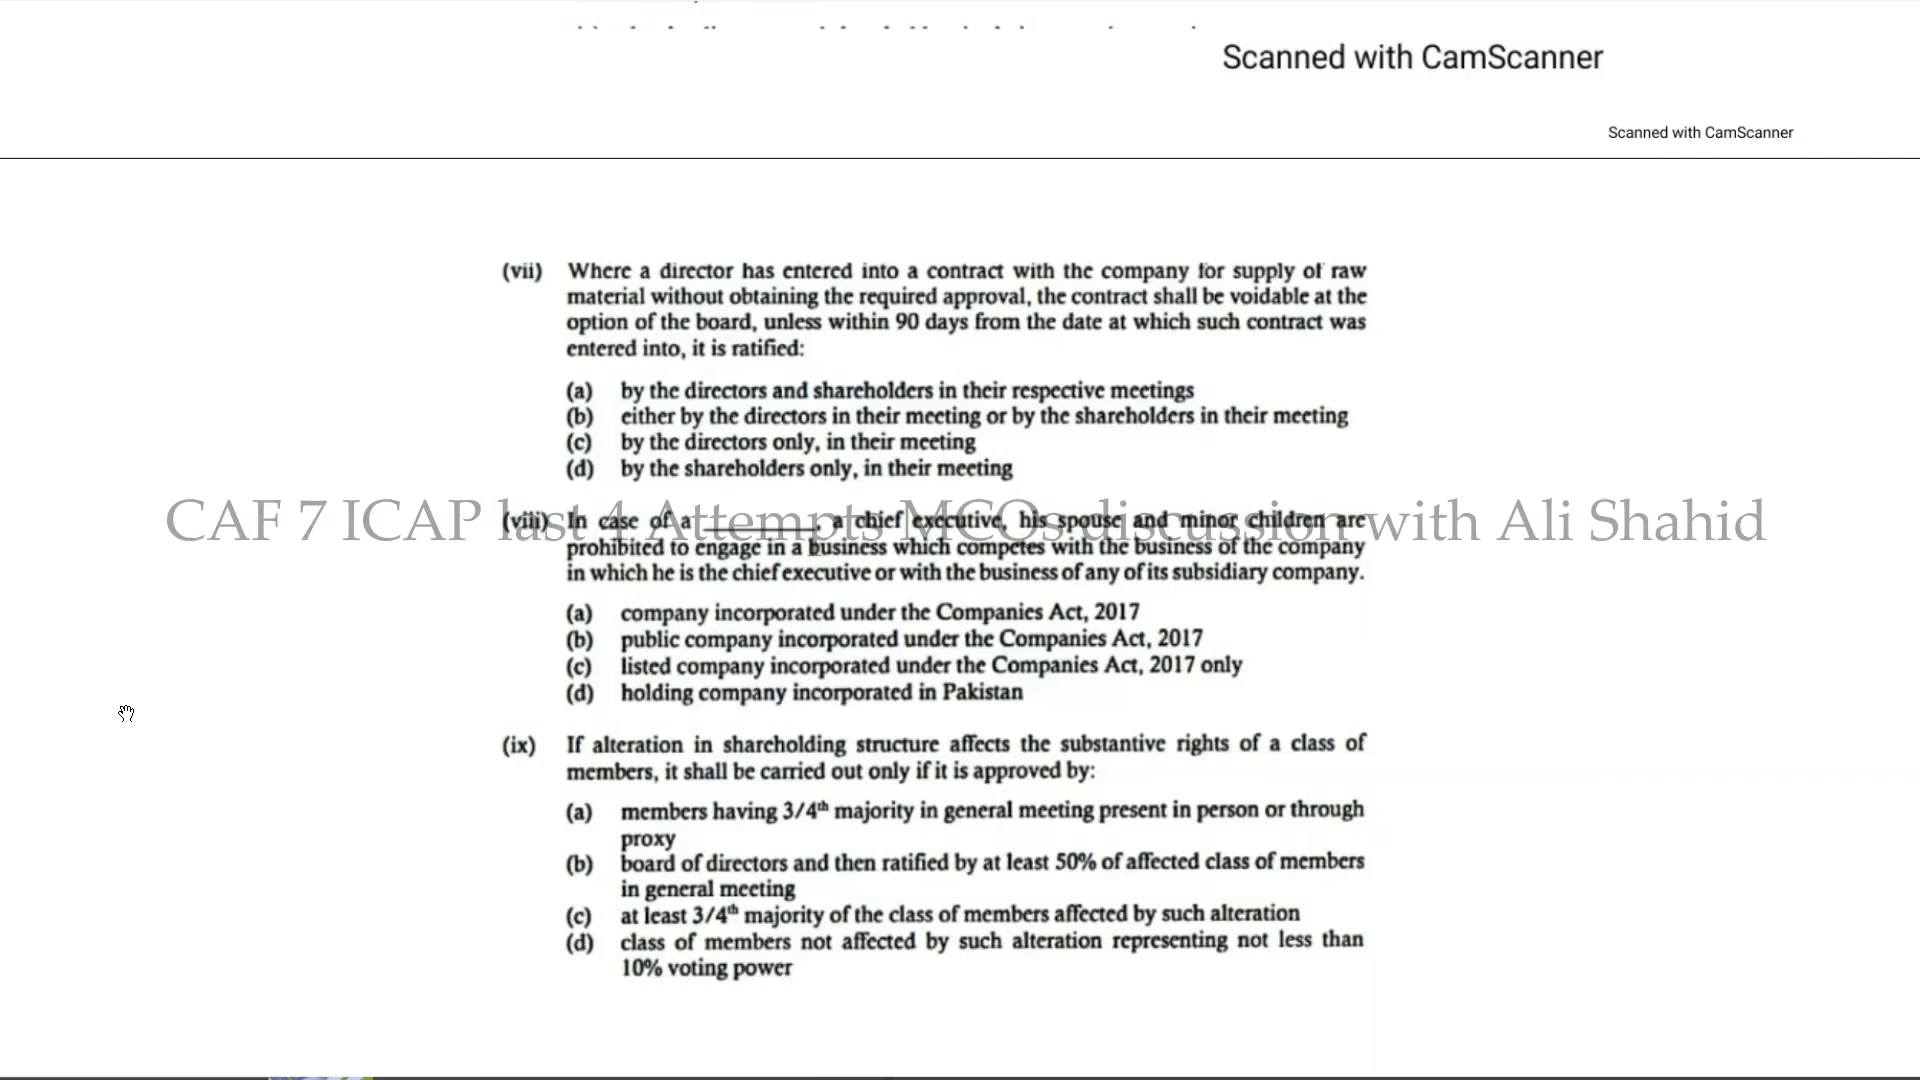 Scanned with CamScanner
Scanned with CamScanner
(vii) Where a director has entered into a contract with the company for supply of raw
material without obtaining the required approval, the contract shall be voidable at the
option of the board, unless within 90 days from the date at which such contract was
entered into, it is ratified:
(a) by the directors and shareholders in their respective meetings
(b) either by the directors in their meeting or by the shareholders in their meeting
(c) by the directors only, in their meeting
(d) by the shareholders only, in their meeting
CAF 7 ICAP last 4 Attempts MCQs discussion with Ali Shahid
(viii) In case of a __________, a chief executive, his spouse and minor children are
prohibited to engage in a business which competes with the business of the company
in which he is the chief executive or with the business of any of its subsidiary company.
(a) company incorporated under the Companies Act, 2017
(b) public company incorporated under the Companies Act, 2017
(c) listed company incorporated under the Companies Act, 2017 only
(d) holding company incorporated in Pakistan
(ix) If alteration in shareholding structure affects the substantive rights of a class of
members, it shall be carried out only if it is approved by:
(a) members having 3/4th majority in general meeting present in person or through
proxy
(b) board of directors and then ratified by at least 50% of affected class of members
in general meeting
(c) at least 3/4th majority of the class of members affected by such alteration
(d) class of members not affected by such alteration representing not less than
10% voting power